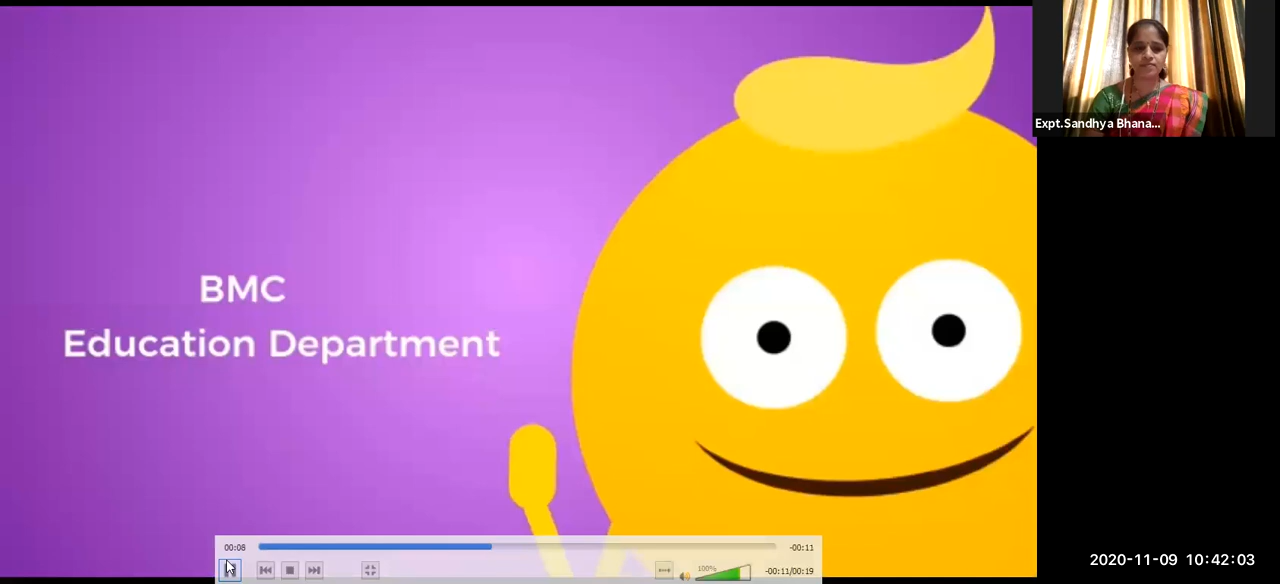 BMC
Education Department
Expt.Sandhya Bhana...
00:08
-00:11
100%
-00:11/00:19
2020-11-09 10:42:03